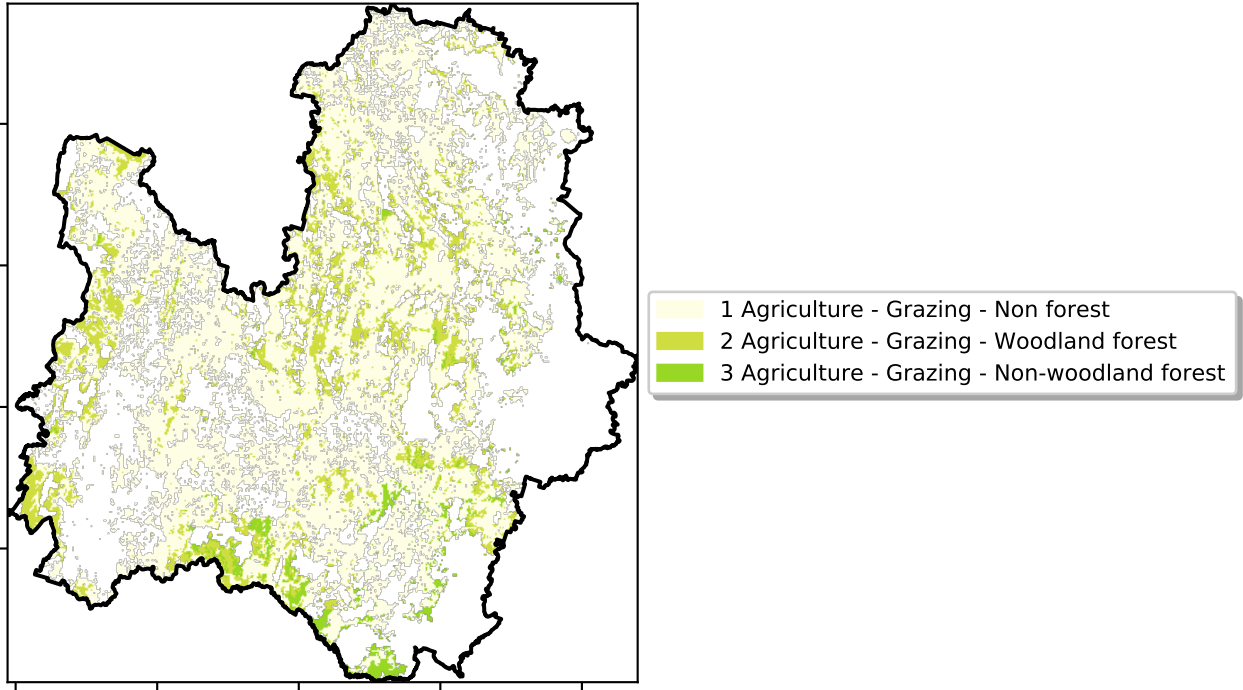 1 Agriculture - Grazing - Non forest
2 Agriculture - Grazing - Woodland forest
3 Agriculture - Grazing - Non-woodland forest